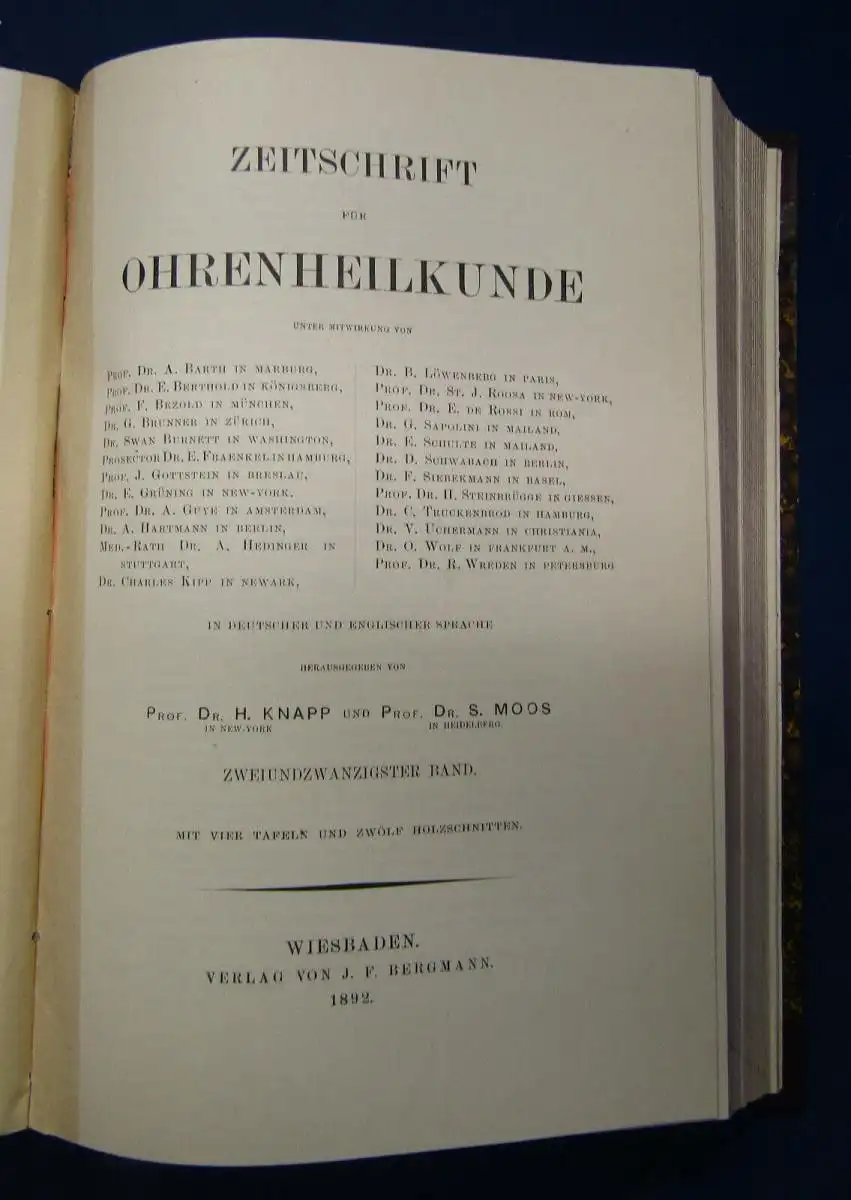 ZEITSCHRIFT
FÜR
OHRENHEILKUNDE
UNTER MITWIRKUNG VON
PROF. DR. A. BARTH IN MARBURG,
PROF. DR. E. BERTHOLD IN KÖNIGSBERG,
PROF. F. BEZOLD IN MÜNCHEN,
DR. G. BRUNNER IN ZÜRICH,
DR. SWAN BURNETT IN WASHINGTON,
PROSECTOR DR. E. FRAENKEL IN HAMBURG,
PROF. J. GOTTSTEIN IN BRESLAU,
DR. E. GRÜNING IN NEW-YORK,
PROF. DR. A. GUYE IN AMSTERDAM,
DR. A. HARTMANN IN BERLIN,
MED.-RATH DR. A. HEDINGER IN
STUTTGART,
DR. CHARLES KIPP IN NEWARK,
DR. B. LÖWENBERG IN PARIS,
PROF. DR. ST. J. ROOSA IN NEW-YORK,
PROF. DR. E. DE ROSSI IN ROM,
DR. G. SAPOLINI IN MAILAND,
DR. E. SCHULTE IN MAILAND,
DR. D. SCHWABACH IN BERLIN,
DR. F. SIEBENMANN IN BASEL,
PROF. DR. H. STEINBRÜGGE IN GIESSEN,
DR. C. TRUCKENBROD IN HAMBURG,
DR. V. UCHERMANN IN CHRISTIANIA,
DR. O. WOLF IN FRANKFURT A. M.,
PROF. DR. R. WREDEN IN PETERSBURG
IN DEUTSCHER UND ENGLISCHER SPRACHE
HERAUSGEGEBEN VON
PROF. DR. H. KNAPP UND PROF. DR. S. MOOS
IN NEW-YORK IN HEIDELBERG.
ZWEIUNDZWANZIGSTER BAND.
MIT VIER TAFELN UND ZWÖLF HOLZSCHNITTEN.
WIESBADEN.
VERLAG VON J. F. BERGMANN.
1892.